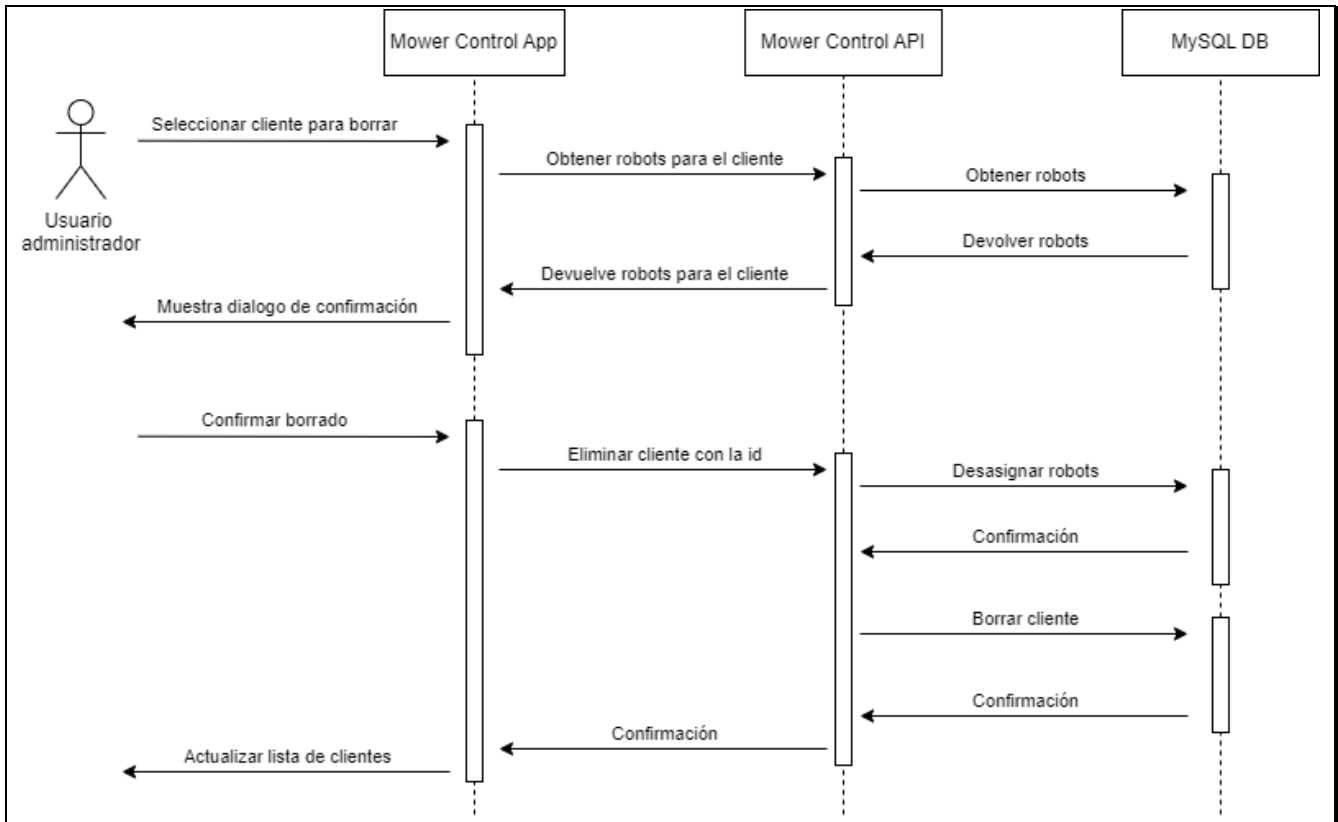 Mower Control App
Mower Control API
MySQL DB
Seleccionar cliente para borrar
Obtener robots para el cliente
Obtener robots
Usuario
administrador
Devolver robots
Devuelve robots para el cliente
Muestra dialogo de confirmación
Confirmar borrado
Eliminar cliente con la id
Desasignar robots
Confirmación
Borrar cliente
Confirmación
Confirmación
Actualizar lista de clientes